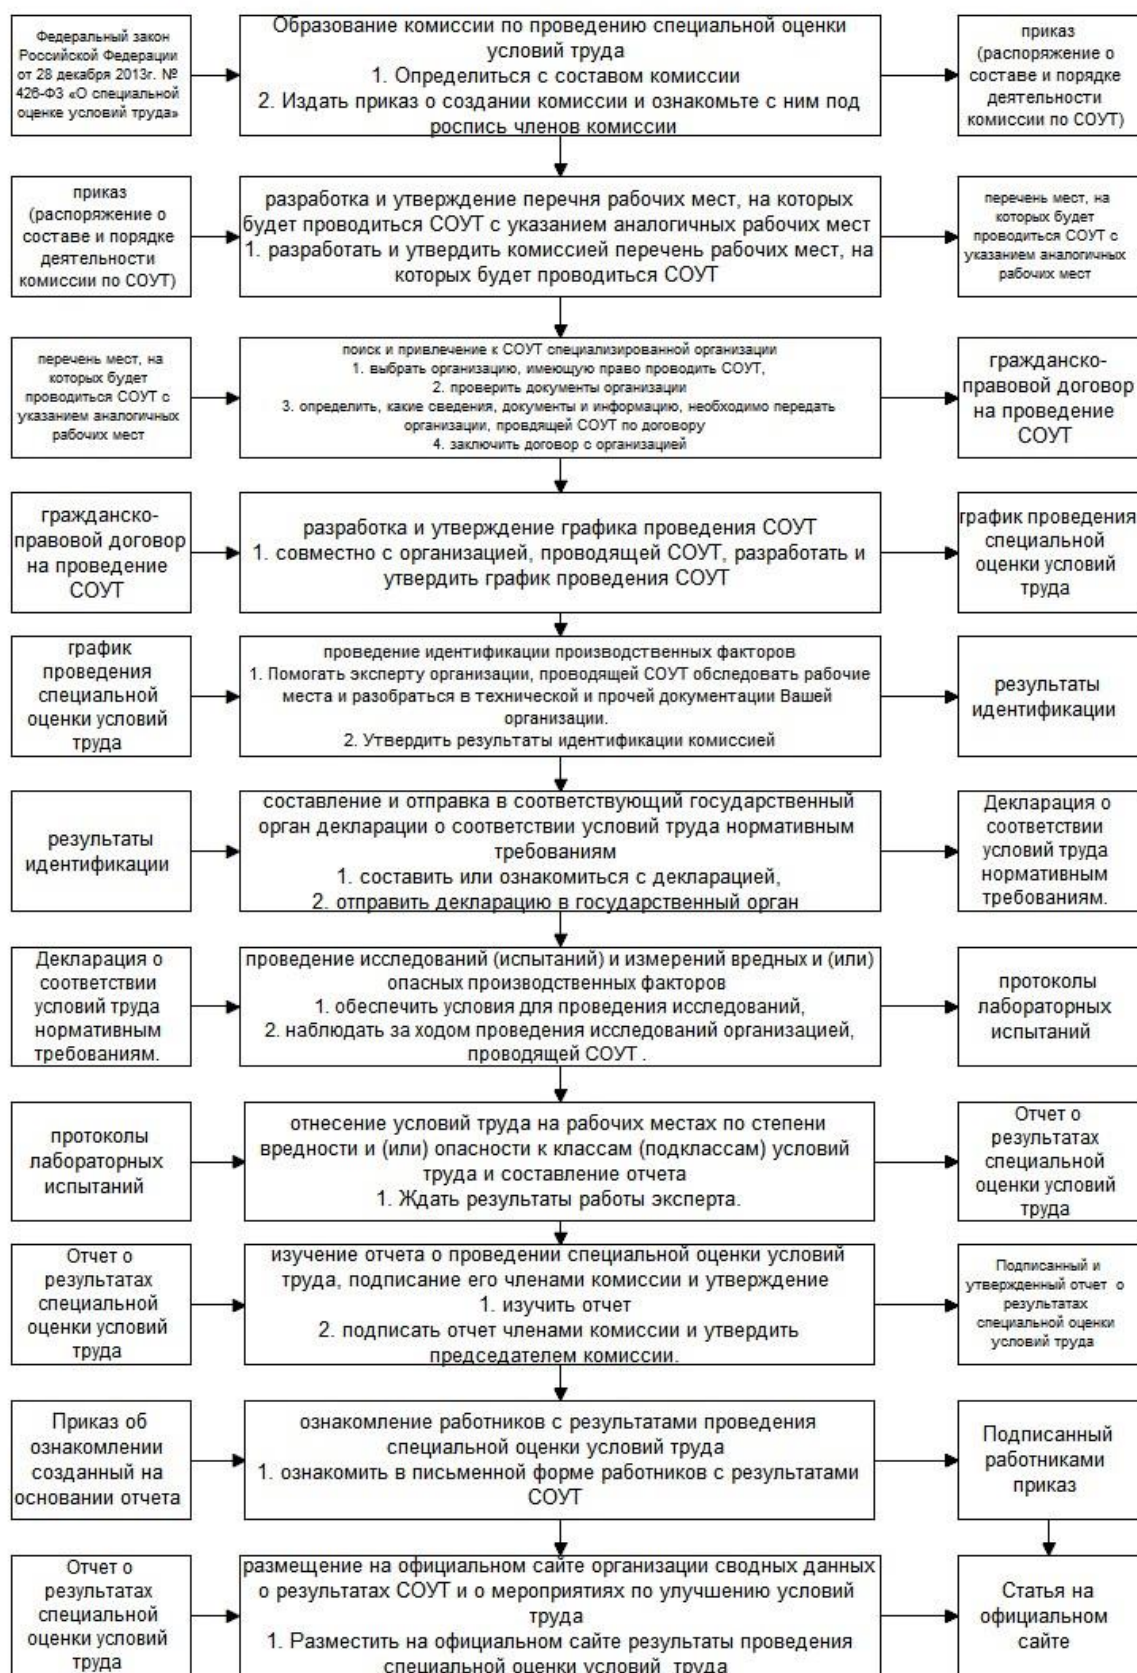 Федеральный закон
Российской Федерации
от 28 декабря 2013г. №
426-ФЗ «О специальной
оценке условий труда»
Образование комиссии по проведению специальной оценки
условий труда
1. Определиться с составом комиссии
2. Издать приказ о создании комиссии и ознакомьте с ним под
роспись членов комиссии
приказ
(распоряжение о
составе и порядке
деятельности
комиссии по СОУТ)
приказ
(распоряжение о
составе и порядке
деятельности
комиссии по СОУТ)
разработка и утверждение перечня рабочих мест, на которых
будет проводиться СОУТ с указанием аналогичных рабочих мест
1. разработать и утвердить комиссией перечень рабочих мест, на
которых будет проводиться СОУТ
перечень мест, на
которых будет
проводиться СОУТ с
указанием аналогичных
рабочих мест
перечень мест, на
которых будет
проводиться СОУТ с
указанием аналогичных
рабочих мест
поиск и привлечение к СОУТ специализированной организации
1. выбрать организацию, имеющую право проводить СОУТ,
2. проверить документы организации
3. определить, какие сведения, документы и информацию, необходимо передать
организации, провдящей СОУТ по договору
4. заключить договор с организацией
гражданско-
правовой договор
на проведение
СОУТ
гражданско-
правовой договор
на проведение
СОУТ
разработка и утверждение графика проведения СОУТ
1. совместно с организацией, проводящей СОУТ, разработать и
утвердить график проведения СОУТ
график проведения
специальной
оценки условий
труда
график
проведения
специальной
оценки условий
труда
проведение идентификации производственных факторов
1. Помогать эксперту организации, проводящей СОУТ обследовать рабочие
места и разобраться в технической и прочей документации Вашей
организации.
2. Утвердить результаты идентификации комиссией
результаты
идентификации
результаты
идентификации
составление и отправка в соответствующий государственный
орган декларации о соответствии условий труда нормативным
требованиям
1. составить или ознакомиться с декларацией,
2. отправить декларацию в государственный орган
Декларация о
соответствии
условий труда
нормативным
требованиям.
Декларация о
соответствии
условий труда
нормативным
требованиям.
проведение исследований (испытаний) и измерений вредных и (или)
опасных производственных факторов
1. обеспечить условия для проведения исследований,
2. наблюдать за ходом проведения исследований организацией,
проводящей СОУТ .
протоколы
лабораторных
испытаний
протоколы
лабораторных
испытаний
отнесение условий труда на рабочих местах по степени
вредности и (или) опасности к классам (подклассам) условий
труда и составление отчета
1. Ждать результаты работы эксперта.
Отчет о
результатах
специальной
оценки условий
труда
Отчет о
результатах
специальной
оценки условий
труда
изучение отчета о проведении специальной оценки условий
труда, подписание его членами комиссии и утверждение
1. изучить отчет
2. подписать отчет членами комиссии и утвердить
председателем комиссии.
Подписанный и
утвержденный отчет о
результатах
специальной оценки
условий труда
Приказ об
ознакомлении
созданный на
основании отчета
ознакомление работников с результатами проведения
специальной оценки условий труда
1. ознакомить в письменной форме работников с результатами
СОУТ
Подписанный
работниками
приказ
Отчет о
результатах
специальной
оценки условий
труда
размещение на официальном сайте организации сводных данных
о результатах СОУТ и о мероприятиях по улучшению условий
труда
1. Разместить на официальном сайте результаты проведения
специальной оценки условий труда
Статья на
официальном
сайте